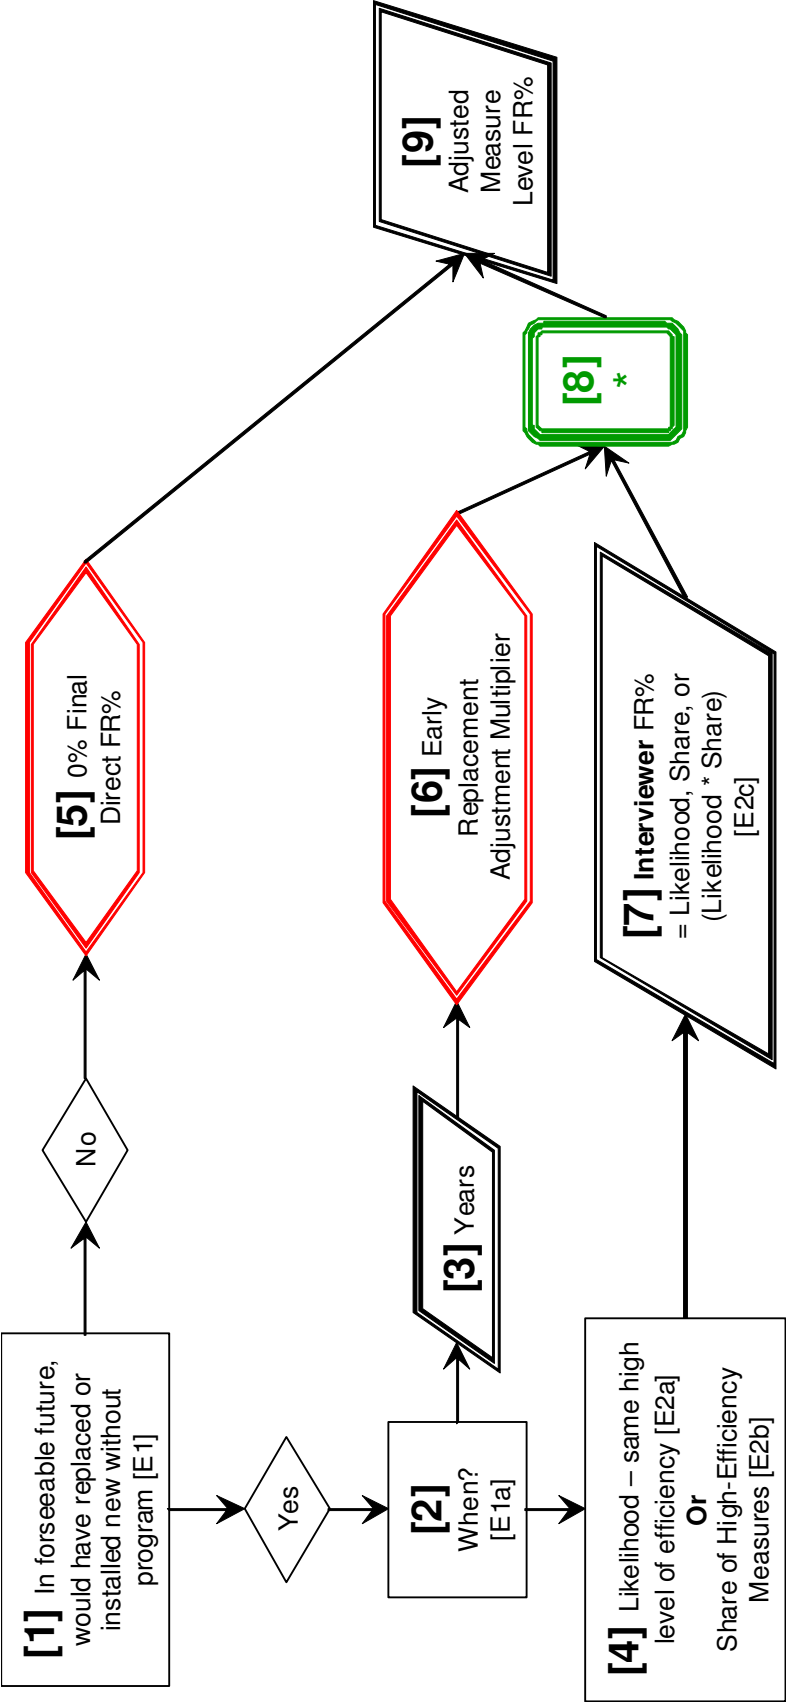 [1] In forseeable future,
would have replaced or
installed new without
program [E1]
No
[5] 0% Final
Direct FR%
Yes
[2]
When?
[E1a]
[3] Years
[6] Early
Replacement
Adjustment Multiplier
[4] Likelihood – same high
level of efficiency [E2a]
Or
Share of High-Efficiency
Measures [E2b]
[7] Interviewer FR%
= Likelihood, Share, or
(Likelihood * Share)
[E2c]
[8]
*
[9]
Adjusted
Measure
Level FR%